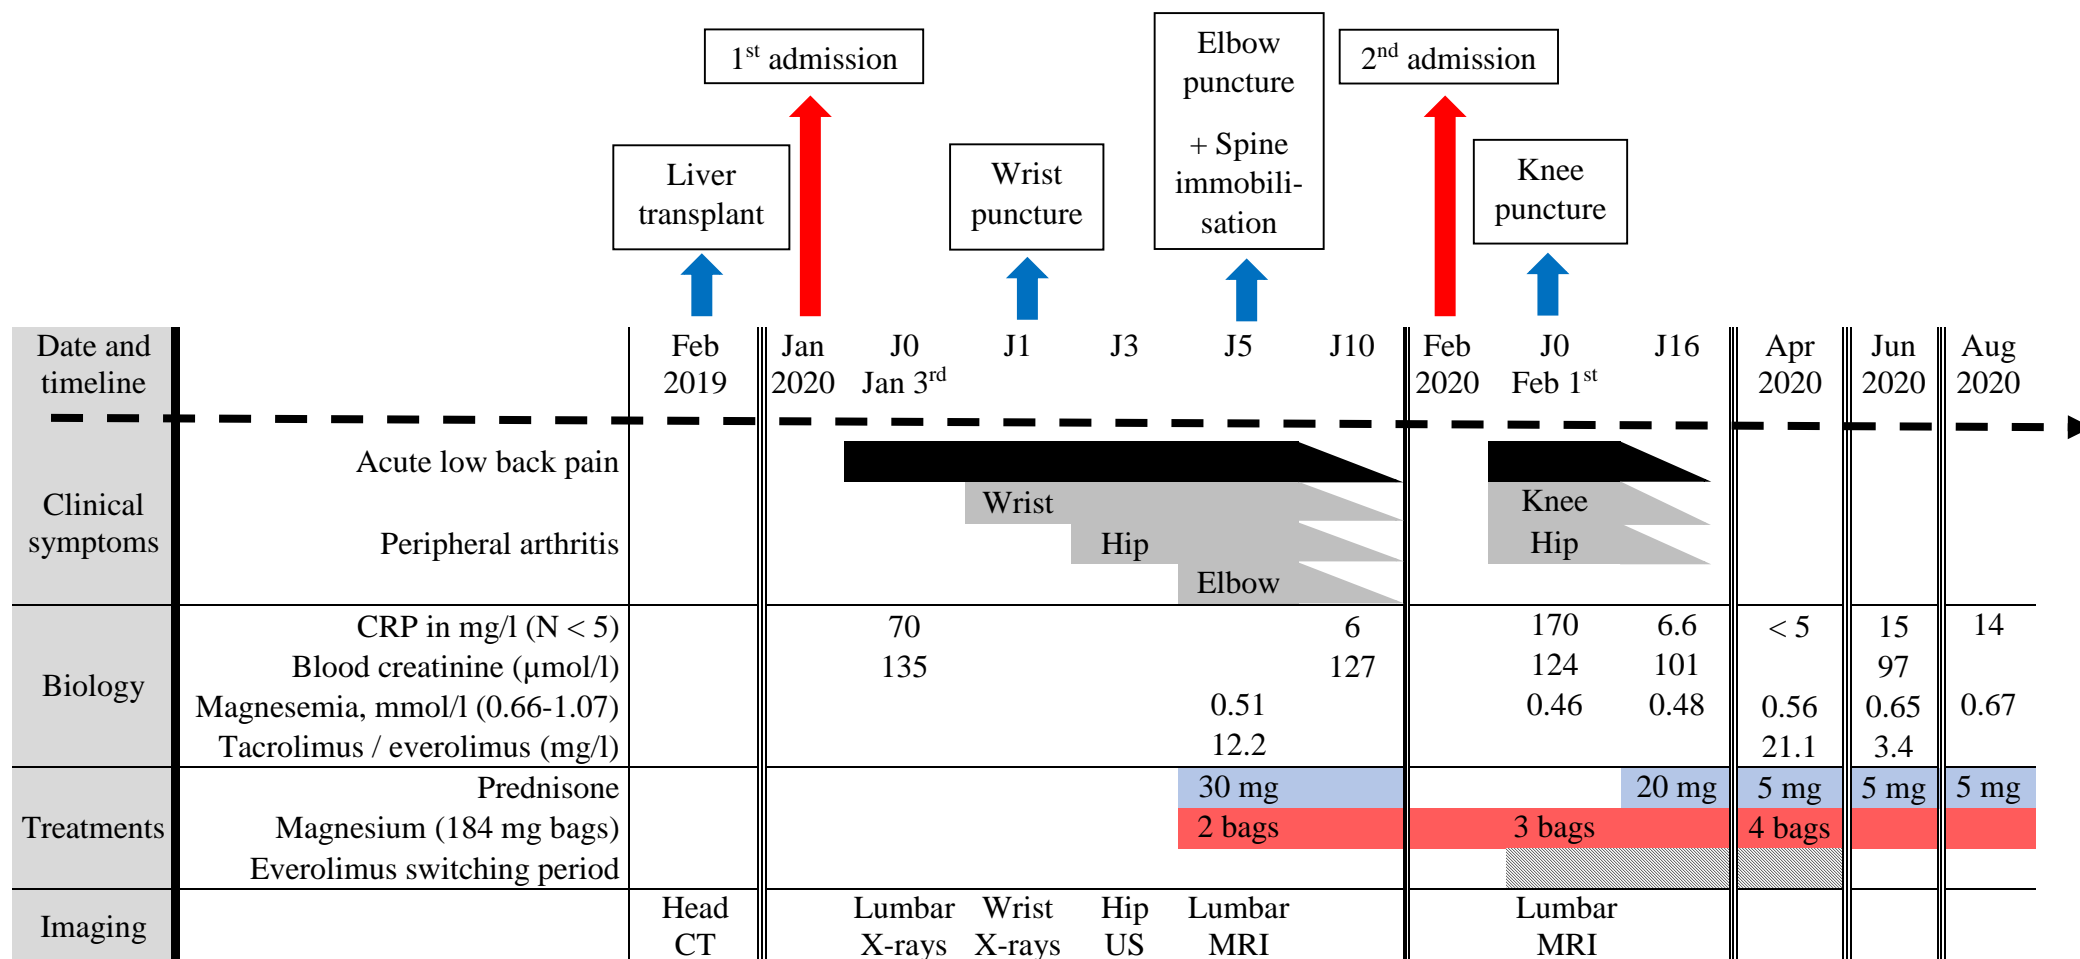 1st admission
Elbow
puncture
+ Spine
immobili-
sation
2nd admission
Liver
transplant
Wrist
puncture
Knee
puncture
Date and
timeline
Feb
2019
Jan
2020
J0
Jan 3rd
J1
J3
J5
J10
Feb
2020
J0
Feb 1st
J16
Apr
2020
Jun
2020
Aug
2020
Clinical
symptoms
Acute low back pain
Peripheral arthritis
Wrist
Hip
Elbow
Knee
Hip
Biology
CRP in mg/l (N < 5) 70 6 170 6.6 < 5 15 14
Blood creatinine (µmol/l) 135 127 124 101 97
Magnesemia, mmol/l (0.66-1.07) 0.51 0.46 0.48 0.56 0.65 0.67
Tacrolimus / everolimus (mg/l) 12.2 21.1 3.4
Treatments
Prednisone 30 mg 20 mg 5 mg 5 mg 5 mg
Magnesium (184 mg bags) 2 bags 3 bags 4 bags
Everolimus switching period
Imaging
Head
CT
Lumbar
X-rays
Wrist
X-rays
Hip
US
Lumbar
MRI
Lumbar
MRI